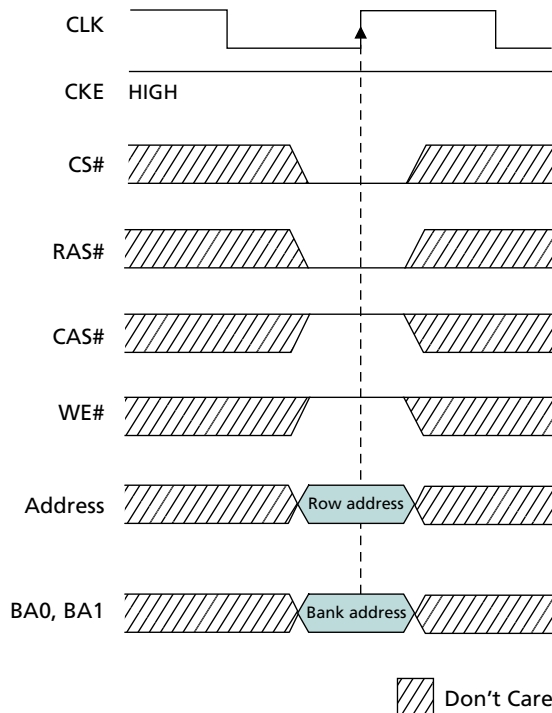 CLK
CKE HIGH
CS#
RAS#
CAS#
WE#
Address Row address
BA0, BA1 Bank address
Don't Care